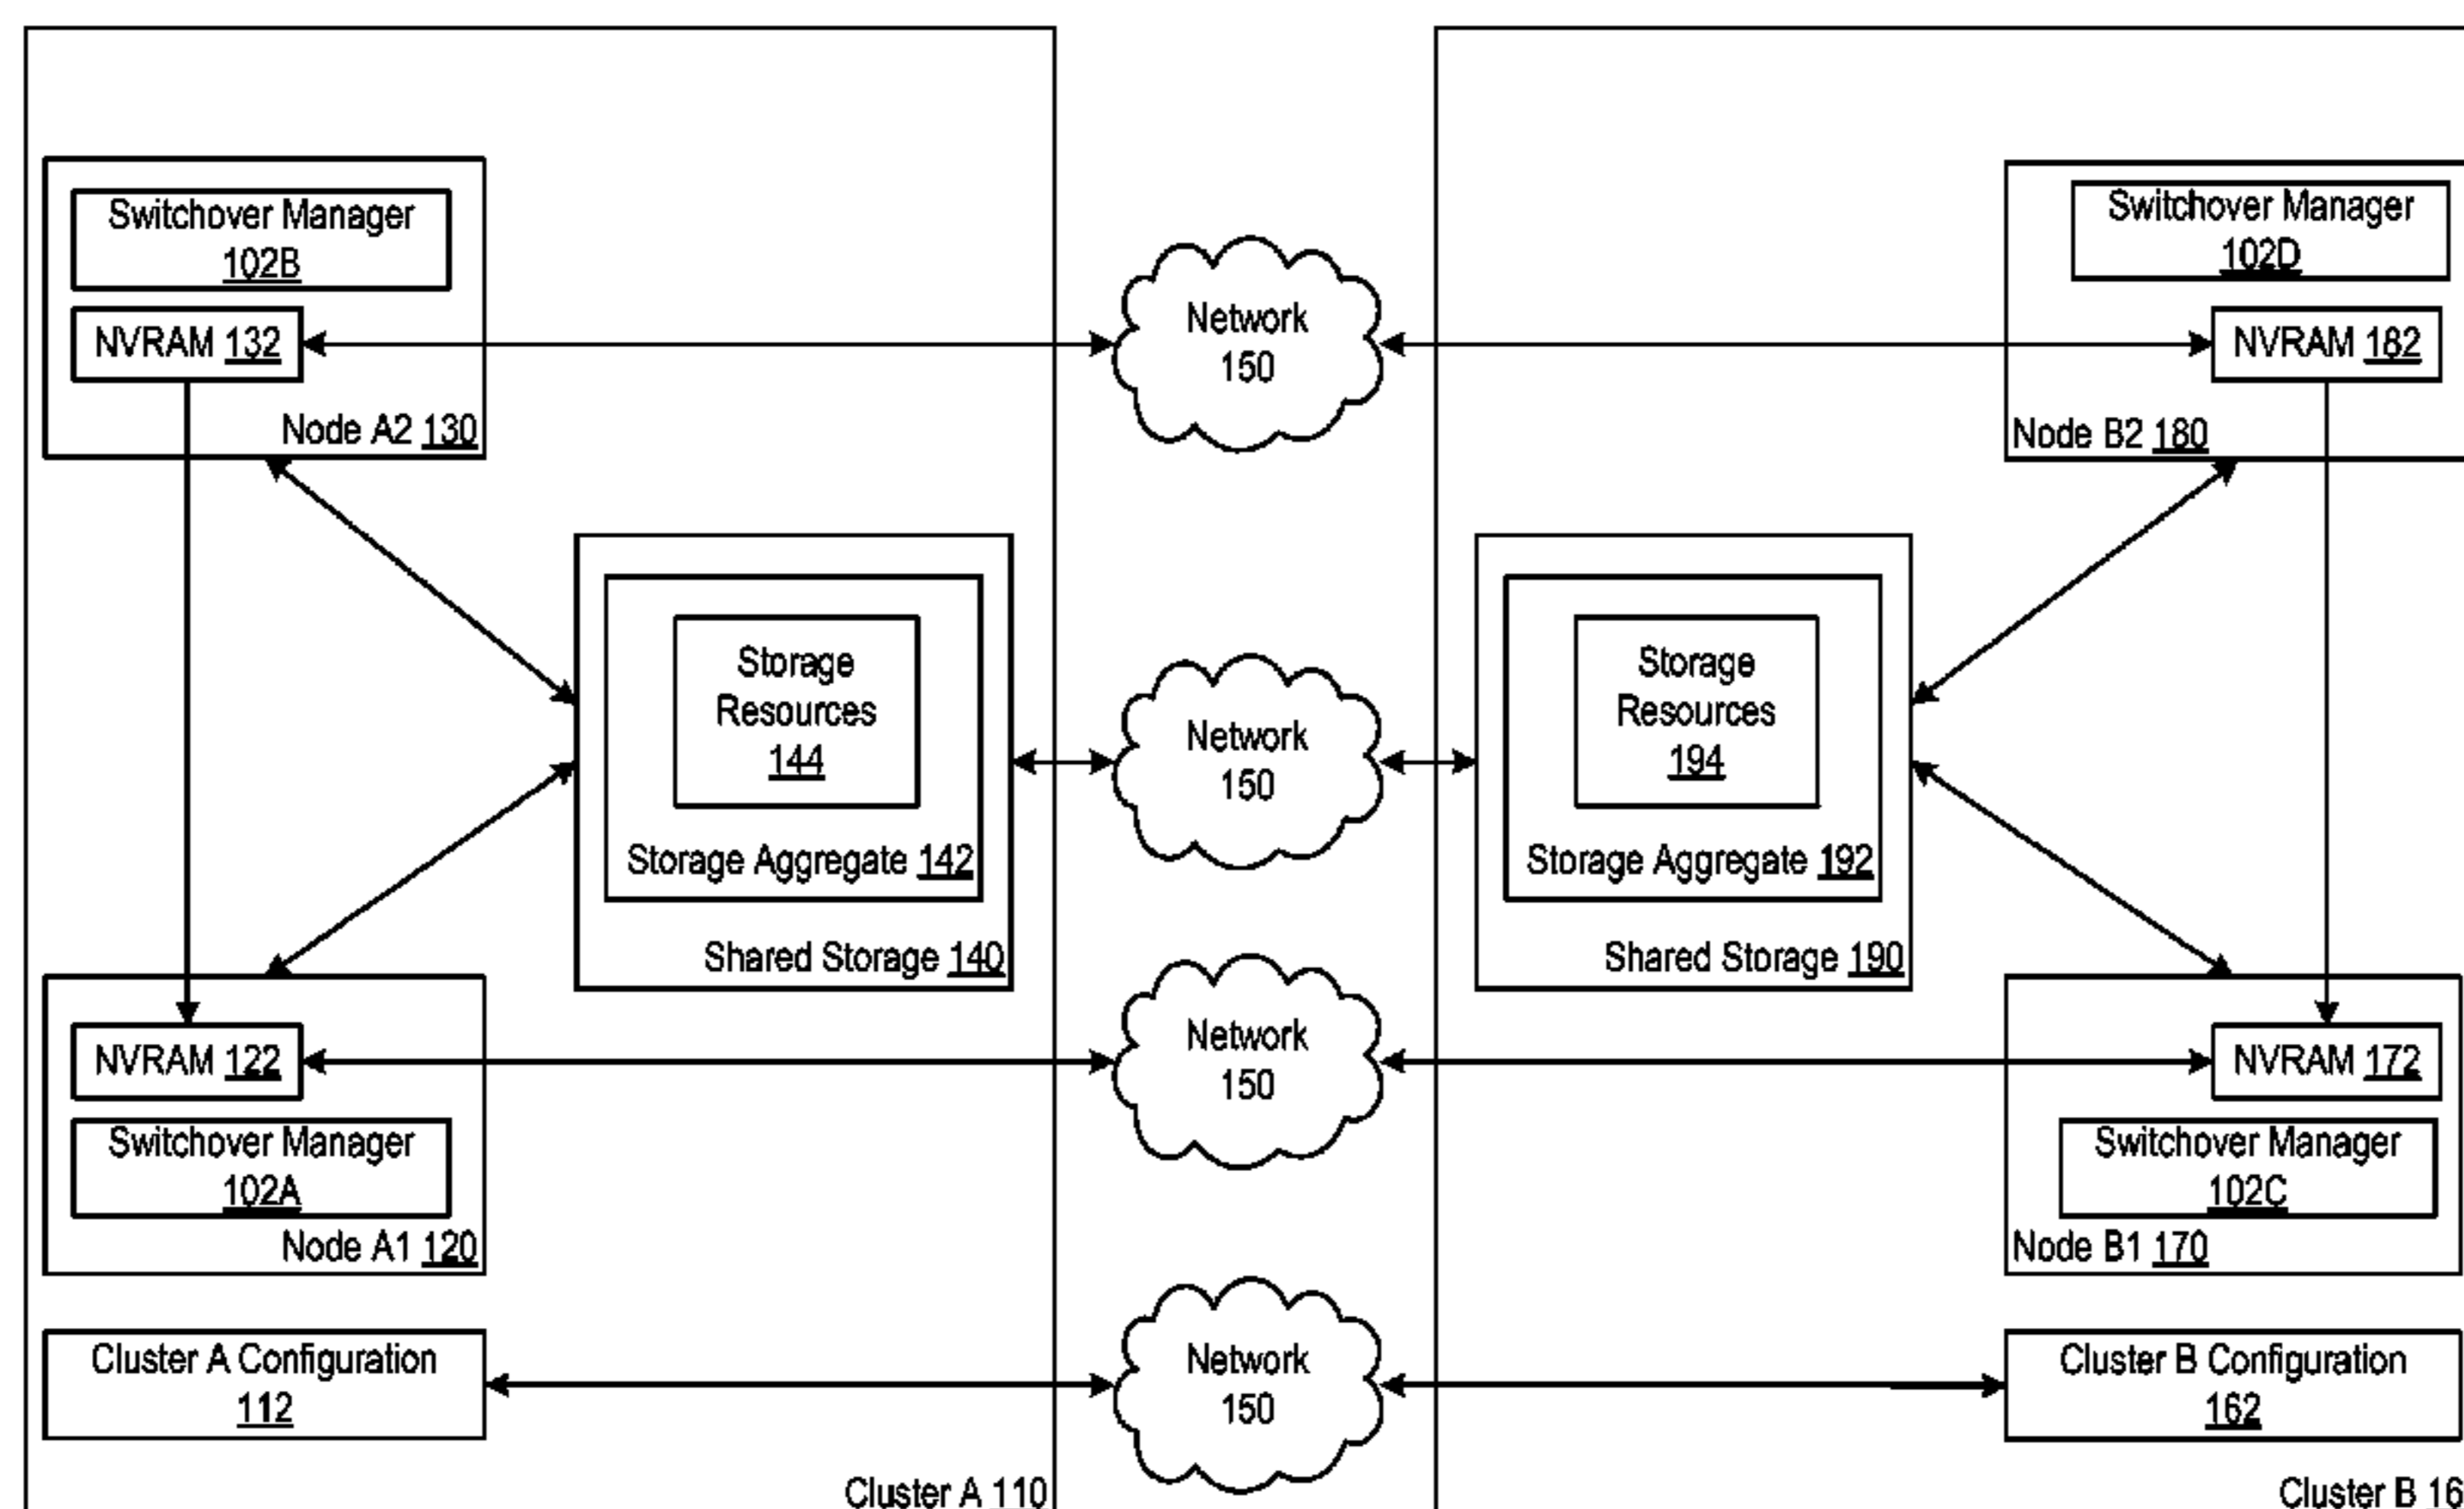 Switchover Manager
102B
NVRAM 132
Node A2 130
Network
150
Switchover Manager
102D
NVRAM 182
Node B2 180
Storage
Resources
144
Storage Aggregate 142
Shared Storage 140
Network
150
Storage
Resources
194
Storage Aggregate 192
Shared Storage 190
NVRAM 122
Switchover Manager
102A
Node A1 120
Network
150
NVRAM 172
Switchover Manager
102C
Node B1 170
Cluster A Configuration
112
Network
150
Cluster B Configuration
162
Cluster A 110
Cluster B 16